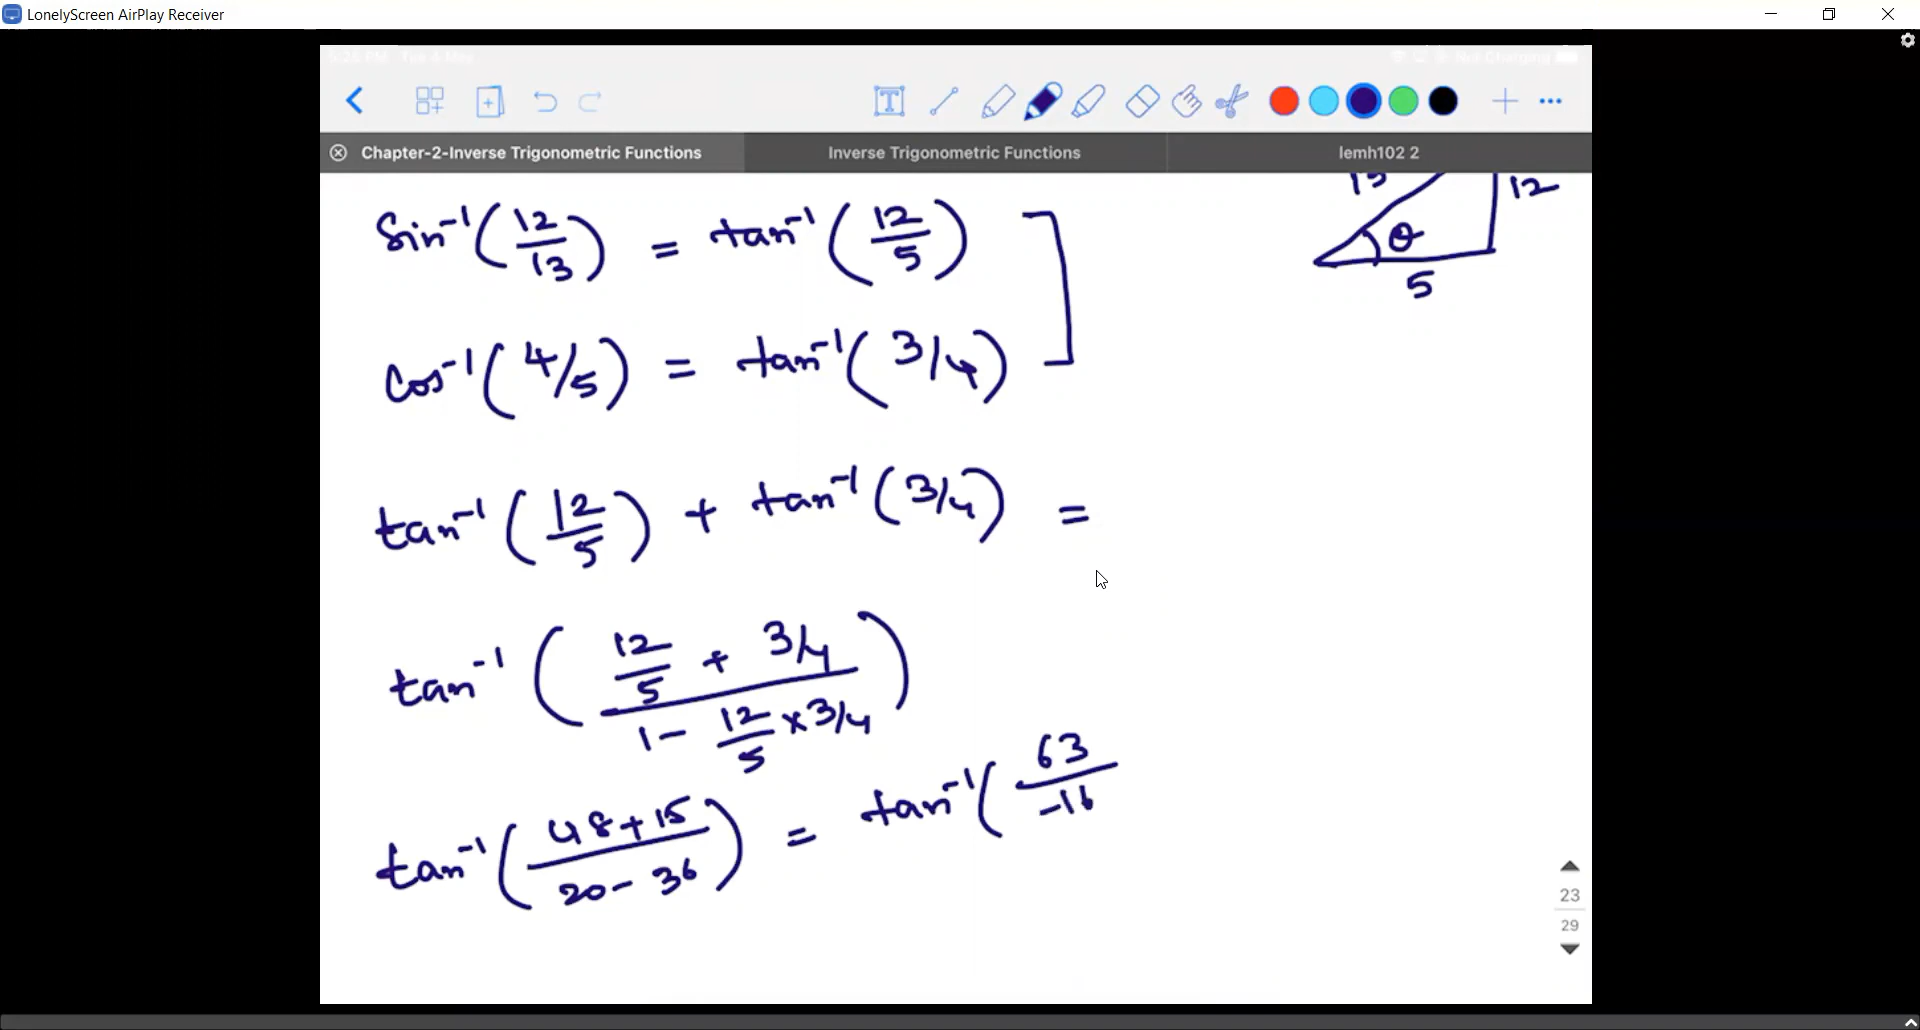 LonelyScreen AirPlay Receiver
Chapter-2-Inverse Trigonometric Functions
Inverse Trigonometric Functions
lemh102 2
13
12
θ
5
Sin⁻¹(12/13) = tan⁻¹(12/5)
Cos⁻¹(4/5) = tan⁻¹(3/4)
tan⁻¹(12/5) + tan⁻¹(3/4) =
tan⁻¹((12/5 + 3/4)/(1 - 12/5 × 3/4))
tan⁻¹((48+15)/(20-36)) = tan⁻¹(63/-16
23
29